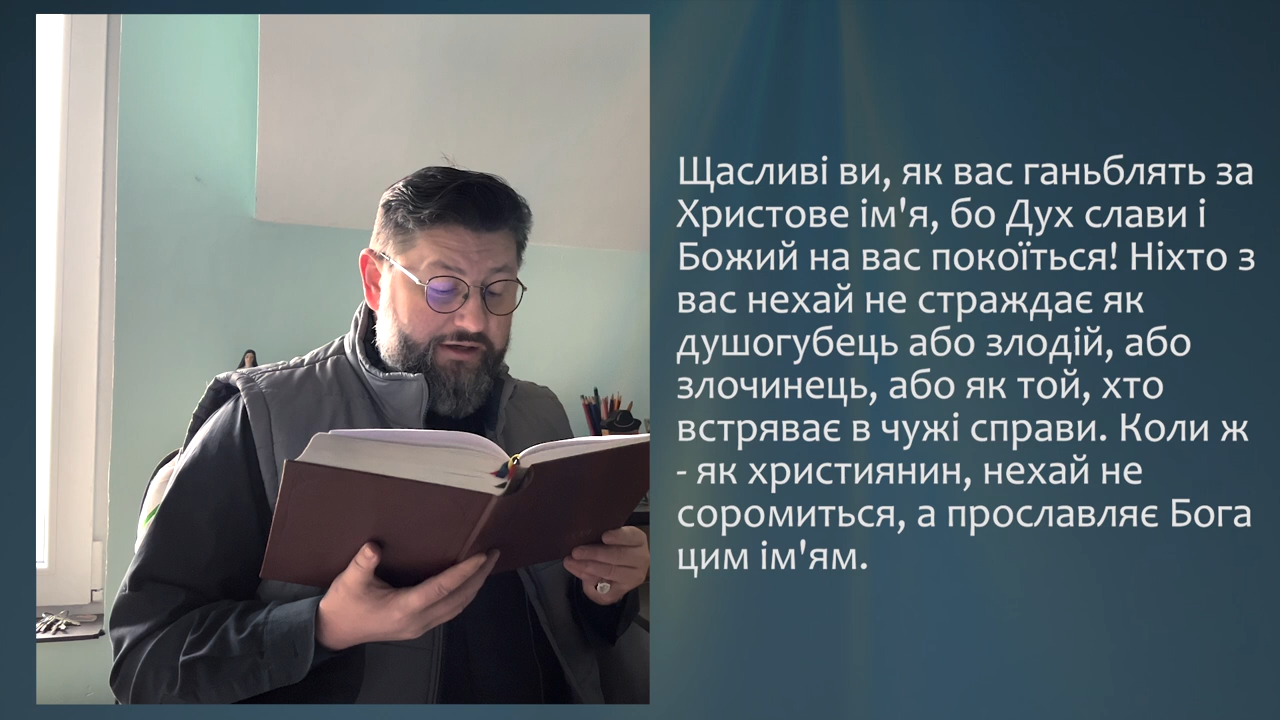 Щасливі ви, як вас ганьблять за
Христове ім'я, бо Дух слави і
Божий на вас покоїться! Ніхто з
вас нехай не страждає як
душогубець або злодій, або
злочинець, або як той, хто
встряває в чужі справи. Коли ж
- як християнин, нехай не
соромиться, а прославляє Бога
цим ім'ям.